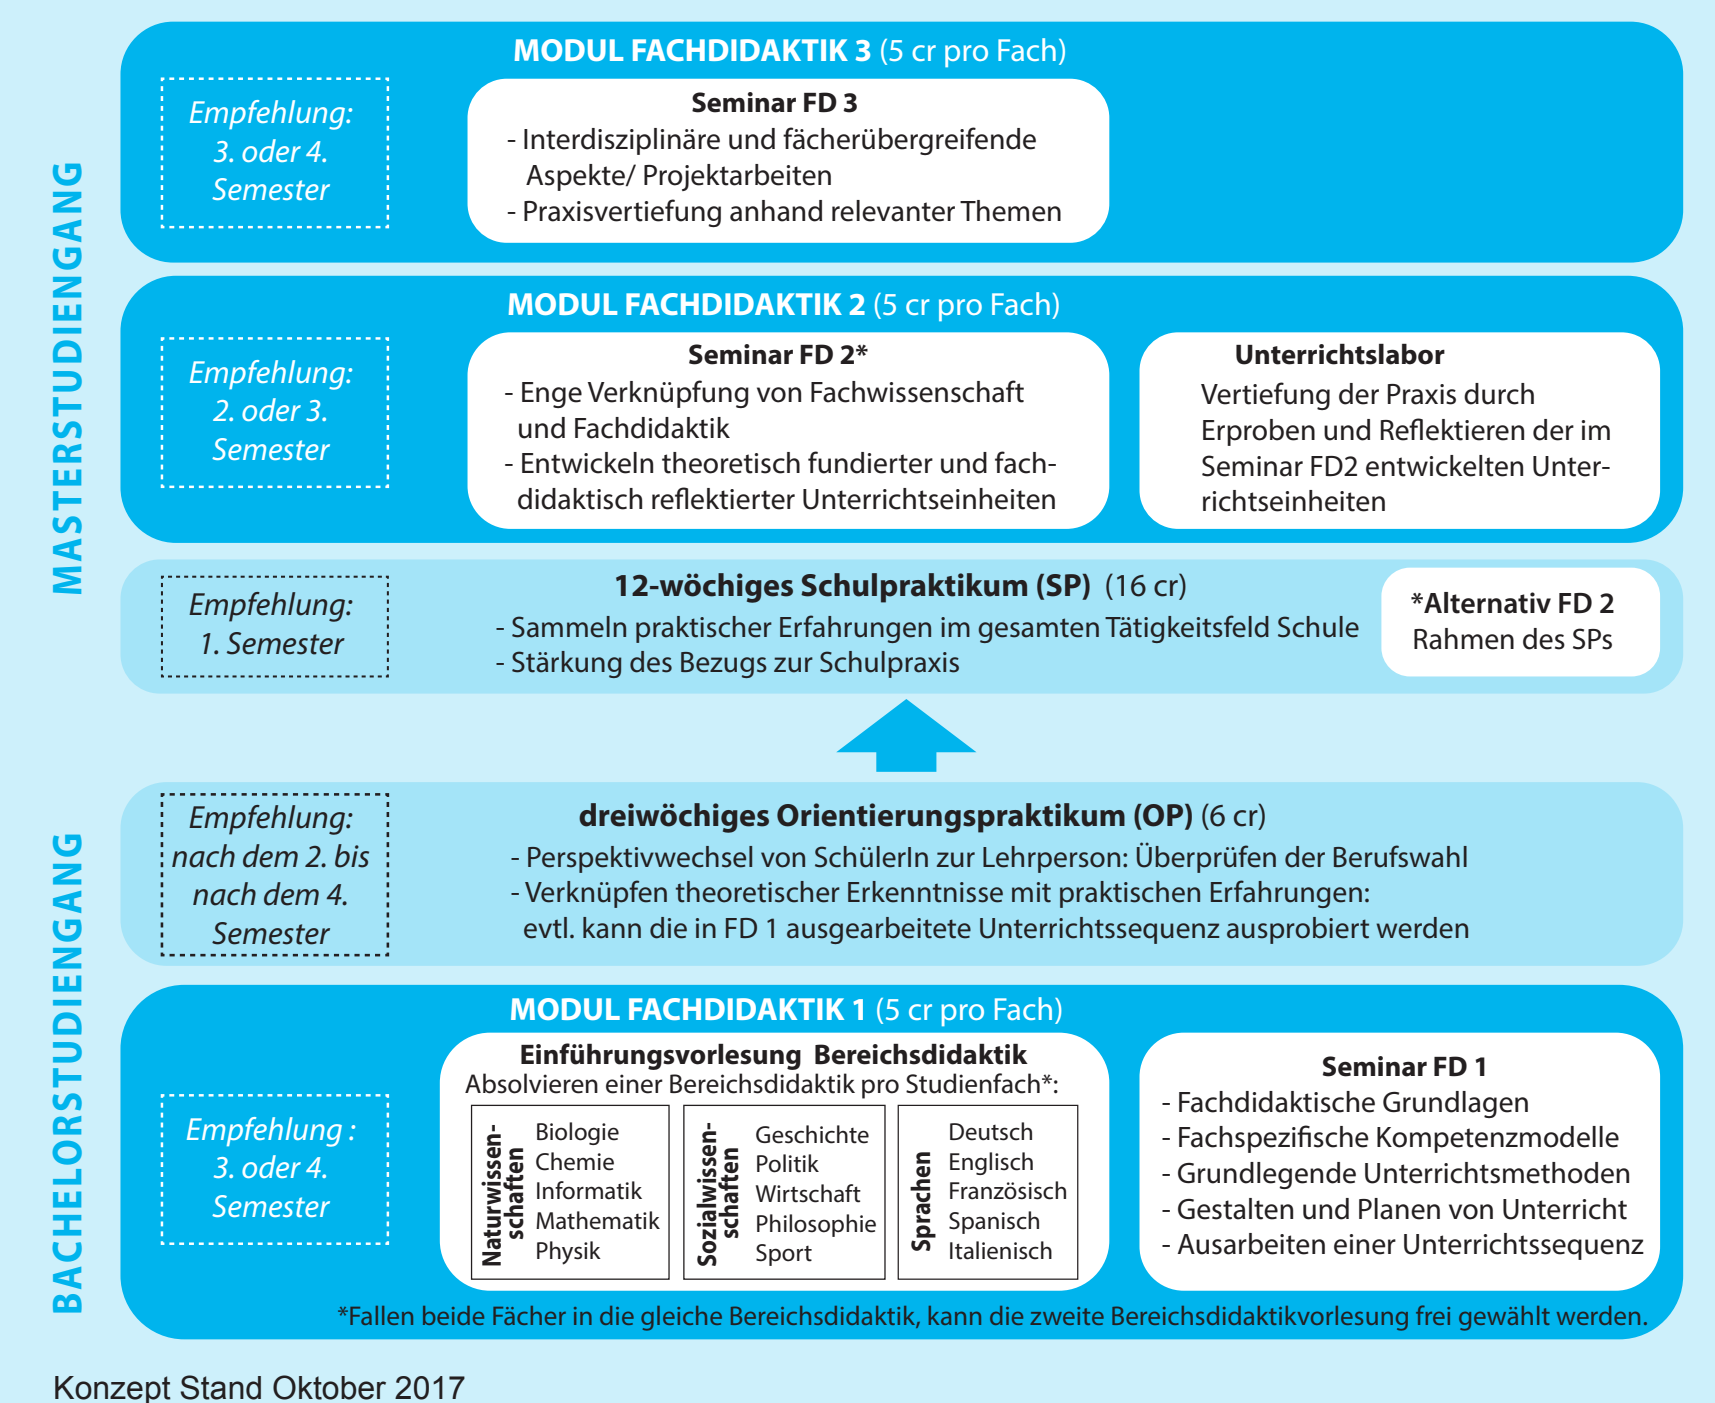 MASTERSTUDIENGANG
MODUL FACHDIDAKTIK 3 (5 cr pro Fach)
Empfehlung:
3. oder 4.
Semester
Seminar FD 3
- Interdisziplinäre und fächerübergreifende
Aspekte/ Projektarbeiten
- Praxisvertiefung anhand relevanter Themen
MODUL FACHDIDAKTIK 2 (5 cr pro Fach)
Empfehlung:
2. oder 3.
Semester
Seminar FD 2*
- Enge Verknüpfung von Fachwissenschaft
und Fachdidaktik
- Entwickeln theoretisch fundierter und fach-
didaktisch reflektierter Unterrichtseinheiten
Unterrichtslabor
Vertiefung der Praxis durch
Erproben und Reflektieren der im
Seminar FD2 entwickelten Unter-
richtseinheiten
Empfehlung:
1. Semester
12-wöchiges Schulpraktikum (SP) (16 cr)
- Sammeln praktischer Erfahrungen im gesamten Tätigkeitsfeld Schule
- Stärkung des Bezugs zur Schulpraxis
*Alternativ FD 2
Rahmen des SPs
BACHELORSTUDIENGANG
Empfehlung:
nach dem 2. bis
nach dem 4.
Semester
dreiwöchiges Orientierungspraktikum (OP) (6 cr)
- Perspektivwechsel von SchülerIn zur Lehrperson: Überprüfen der Berufswahl
- Verknüpfen theoretischer Erkenntnisse mit praktischen Erfahrungen:
evtl. kann die in FD 1 ausgearbeitete Unterrichtssequenz ausprobiert werden
MODUL FACHDIDAKTIK 1 (5 cr pro Fach)
Empfehlung :
3. oder 4.
Semester
Einführungsvorlesung Bereichsdidaktik
Absolvieren einer Bereichsdidaktik pro Studienfach*:
Naturwissen-
schaften
Biologie
Chemie
Informatik
Mathematik
Physik
Sozialwissen-
schaften
Geschichte
Politik
Wirtschaft
Philosophie
Sport
Sprachen
Deutsch
Englisch
Französisch
Spanisch
Italienisch
Seminar FD 1
- Fachdidaktische Grundlagen
- Fachspezifische Kompetenzmodelle
- Grundlegende Unterrichtsmethoden
- Gestalten und Planen von Unterricht
- Ausarbeiten einer Unterrichtssequenz
*Fallen beide Fächer in die gleiche Bereichsdidaktik, kann die zweite Bereichsdidaktikvorlesung frei gewählt werden.
Konzept Stand Oktober 2017